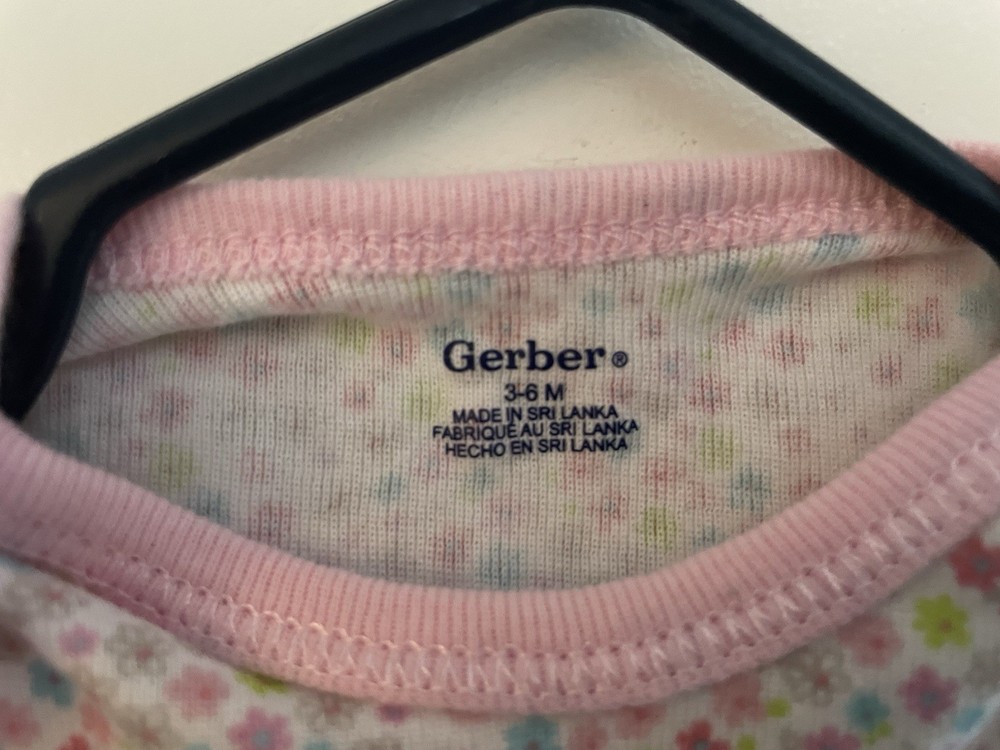 Gerber®
3-6 M
MADE IN SRI LANKA
FABRIQUÉ AU SRI LANKA
HECHO EN SRI LANKA